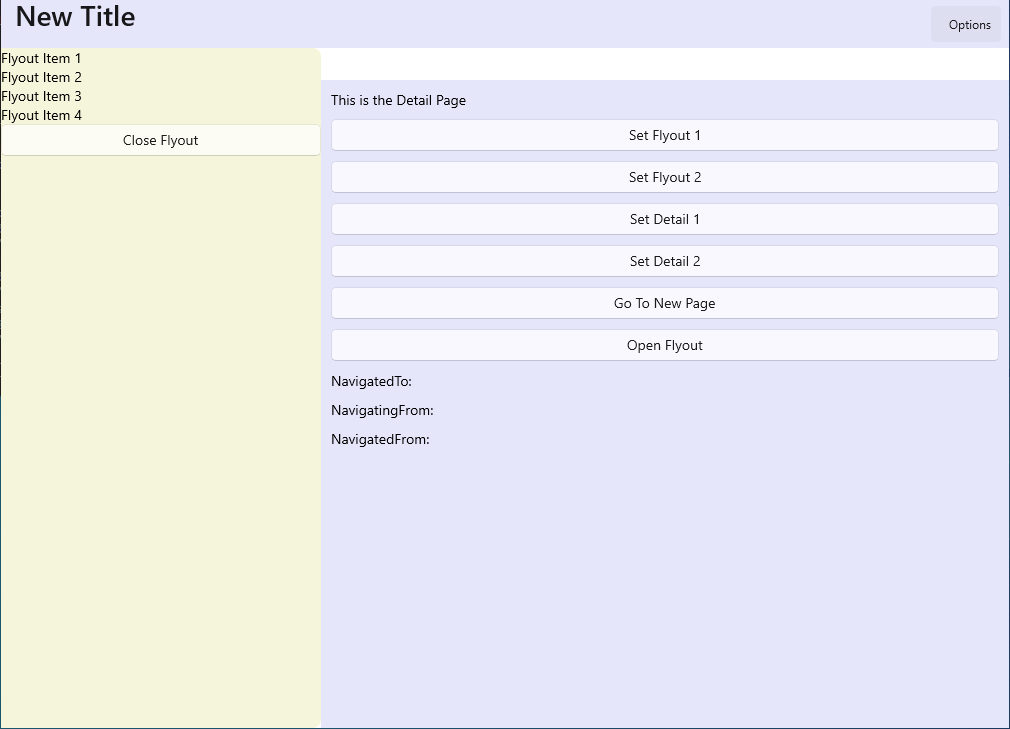 New Title
Options
Flyout Item 1
Flyout Item 2
Flyout Item 3
Flyout Item 4
Close Flyout
This is the Detail Page
Set Flyout 1
Set Flyout 2
Set Detail 1
Set Detail 2
Go To New Page
Open Flyout
NavigatedTo:
NavigatingFrom:
NavigatedFrom: